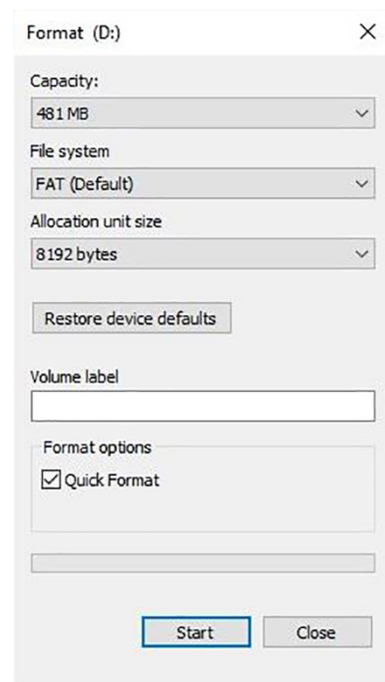 Format (D:)
Capacity:
481 MB
File system
FAT (Default)
Allocation unit size
8192 bytes
Restore device defaults
Volume label
Format options
Quick Format
Start
Close